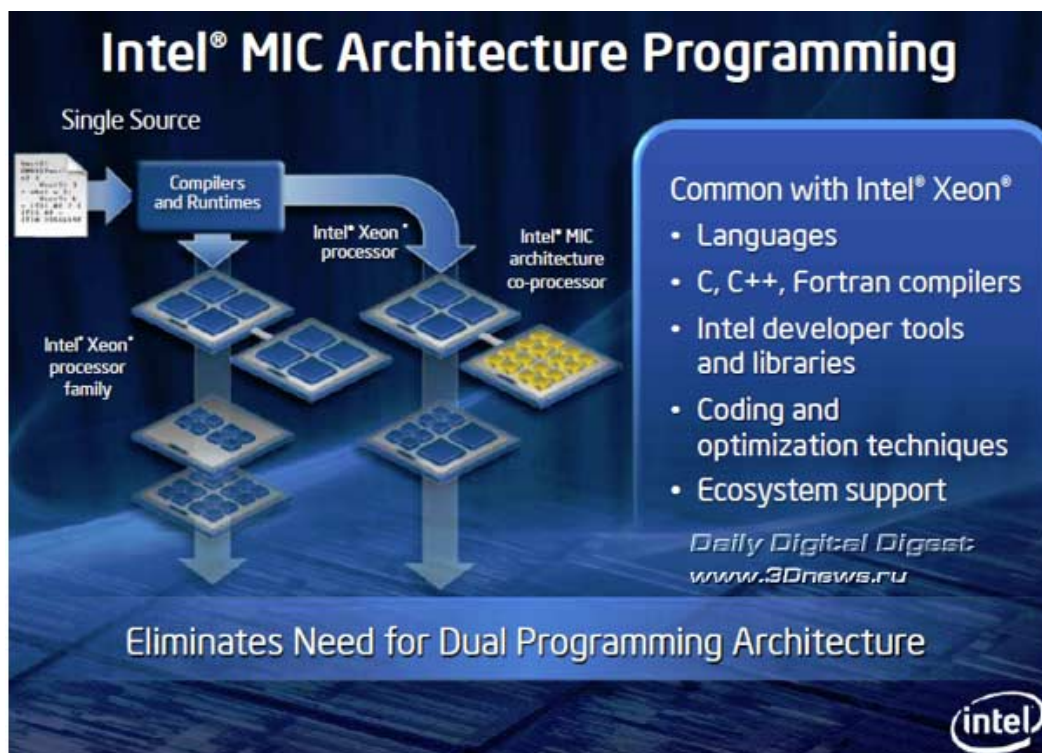 Intel® MIC Architecture Programming
Single Source
Compilers
and Runtimes
Intel® Xeon®
processor
Intel® MIC
architecture
co-processor
Intel® Xeon®
processor
family
Common with Intel® Xeon®
• Languages
• C, C++, Fortran compilers
• Intel developer tools
and libraries
• Coding and
optimization techniques
• Ecosystem support
Daily Digital Digest
www.3Dnews.ru
Eliminates Need for Dual Programming Architecture
intel